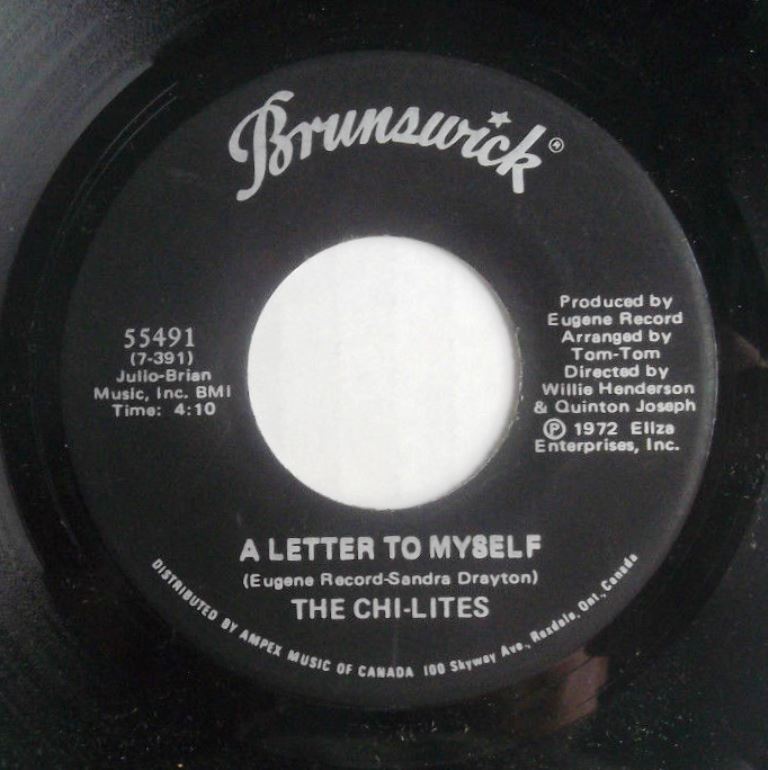 Brunswick®
55491
(7-391)
Julio-Brian
Music, Inc. BMI
Time: 4:10
Produced by
Eugene Record
Arranged by
Tom-Tom
Directed by
Willie Henderson
& Quinton Joseph
Ⓟ 1972 Eliza
Enterprises, Inc.
A LETTER TO MYSELF
(Eugene Record-Sandra Drayton)
THE CHI-LITES
DISTRIBUTED BY AMPEX MUSIC OF CANADA 100 Skyway Ave., Rexdale, Ont., Canada